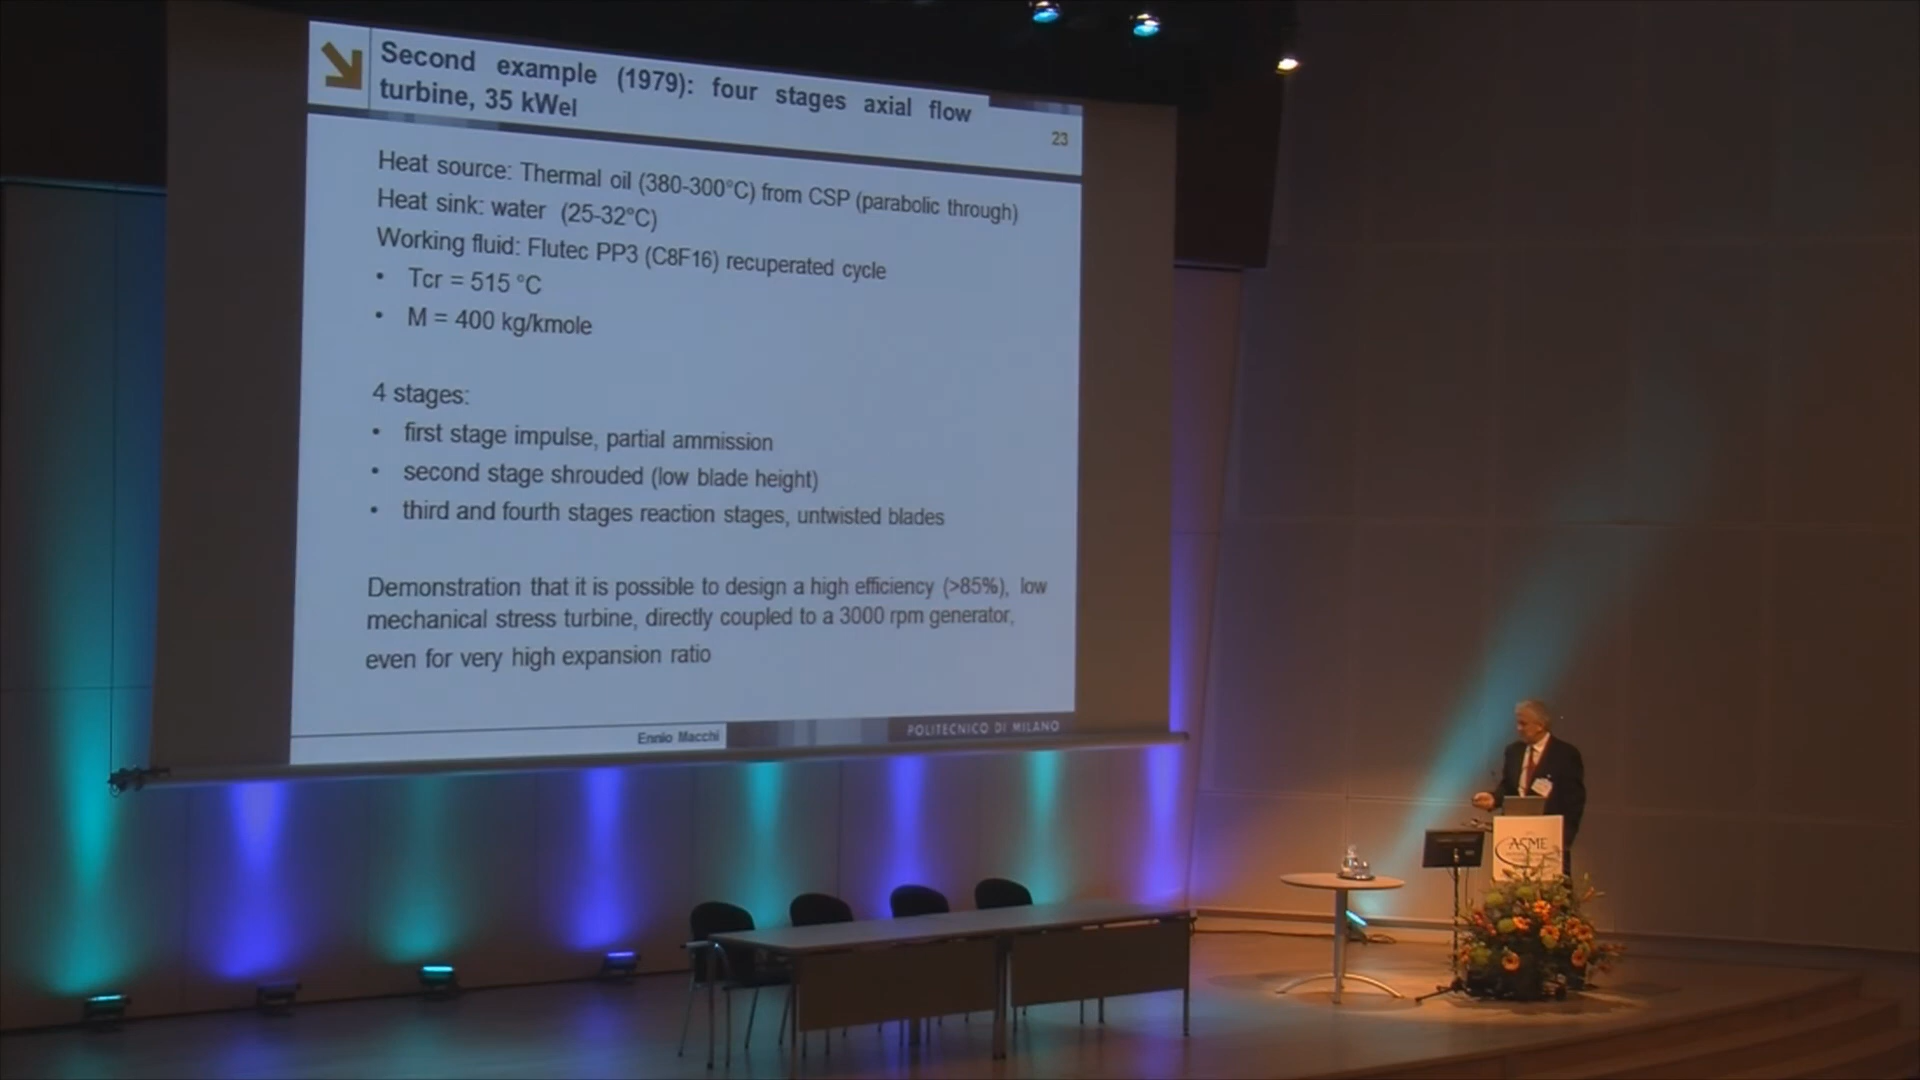 Second example (1979): four stages axial flow
turbine, 35 kWel
23
Heat source: Thermal oil (380-300°C) from CSP (parabolic through)
Heat sink: water (25-32°C)
Working fluid: Flutec PP3 (C8F16) recuperated cycle
• Tcr = 515 °C
• M = 400 kg/kmole
4 stages:
• first stage impulse, partial ammission
• second stage shrouded (low blade height)
• third and fourth stages reaction stages, untwisted blades
Demonstration that it is possible to design a high efficiency (>85%), low
mechanical stress turbine, directly coupled to a 3000 rpm generator,
even for very high expansion ratio
Ennio Macchi
POLITECNICO DI MILANO
ASME